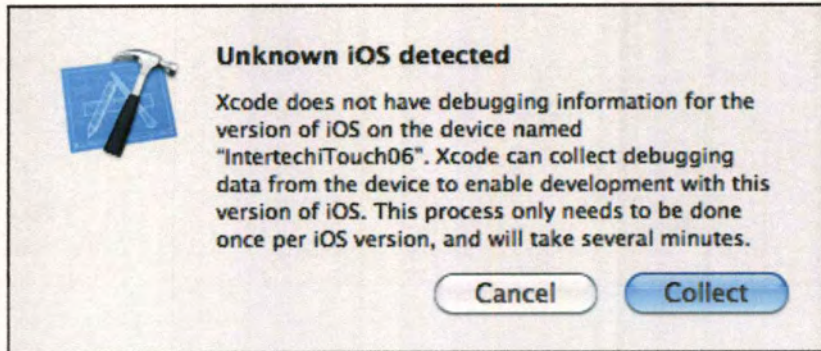 Unknown iOS detected
Xcode does not have debugging information for the
version of iOS on the device named
“IntertechiTouch06”. Xcode can collect debugging
data from the device to enable development with this
version of iOS. This process only needs to be done
once per iOS version, and will take several minutes.
Cancel Collect